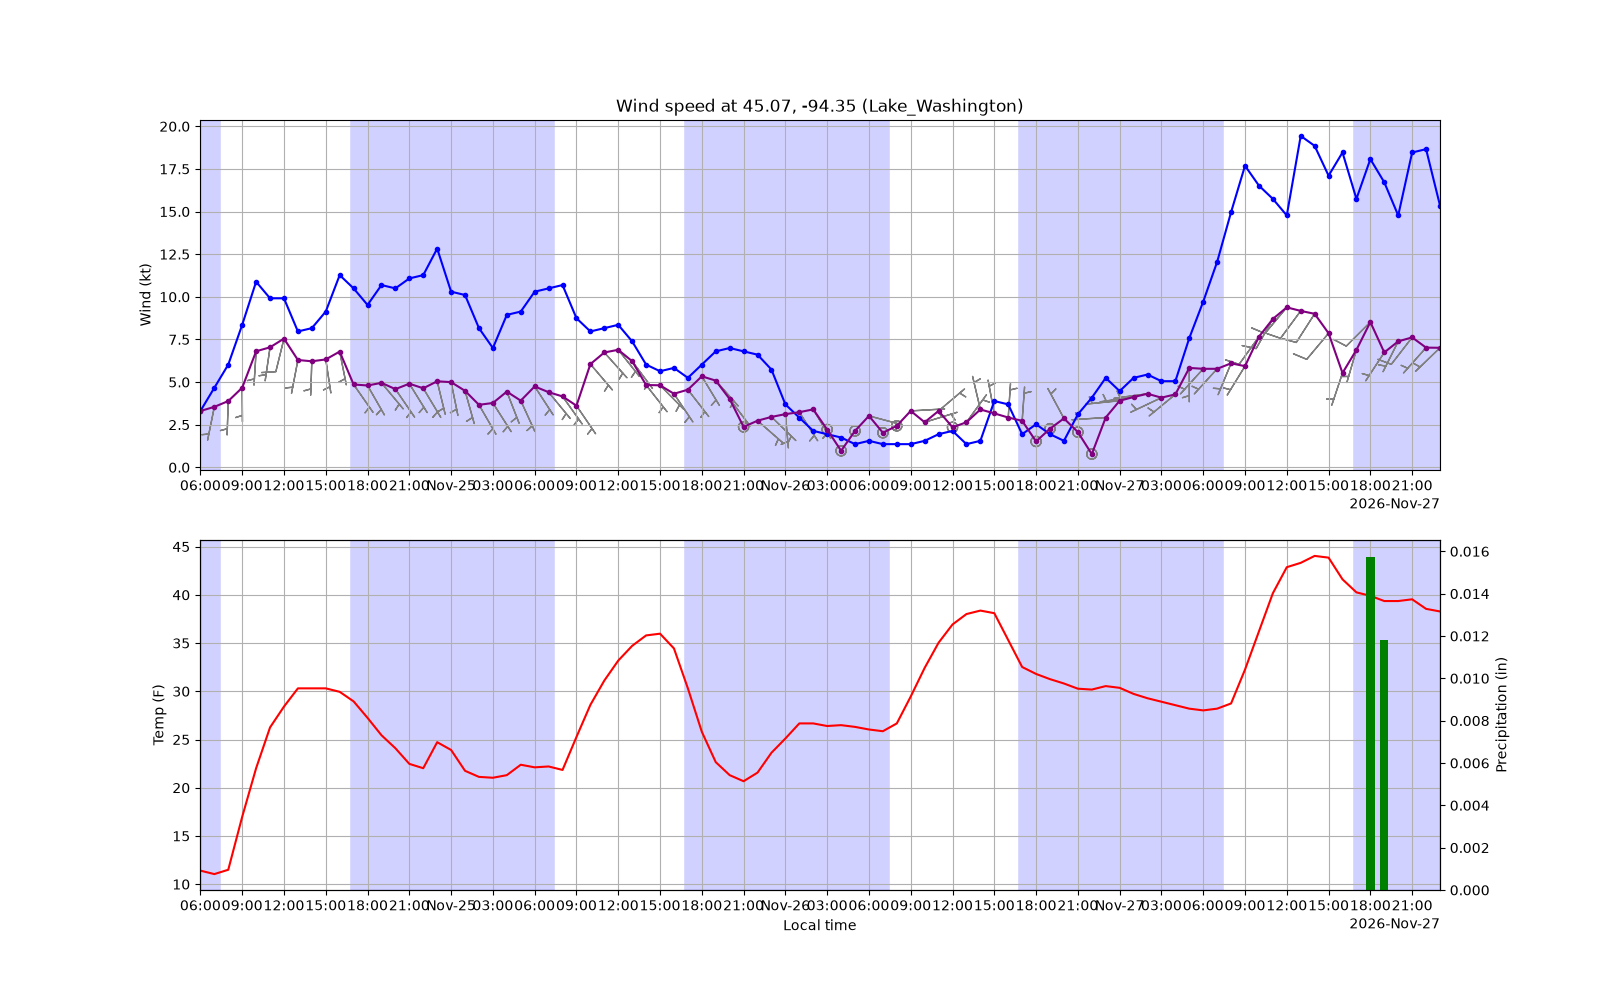 Wind speed at 45.07, -94.35 (Lake_Washington)
20.0
17.5
15.0
12.5
10.0
7.5
5.0
2.5
0.0
Wind (kt)
06:00 09:00 12:00 15:00 18:00 21:00 Nov-25 03:00 06:00 09:00 12:00 15:00 18:00 21:00 Nov-26 03:00 06:00 09:00 12:00 15:00 18:00 21:00 Nov-27 03:00 06:00 09:00 12:00 15:00 18:00 21:00
2026-Nov-27
45
40
35
30
25
20
15
10
Temp (F)
0.016
0.014
0.012
0.010
0.008
0.006
0.004
0.002
0.000
Precipitation (in)
06:00 09:00 12:00 15:00 18:00 21:00 Nov-25 03:00 06:00 09:00 12:00 15:00 18:00 21:00 Nov-26 03:00 06:00 09:00 12:00 15:00 18:00 21:00 Nov-27 03:00 06:00 09:00 12:00 15:00 18:00 21:00
Local time
2026-Nov-27